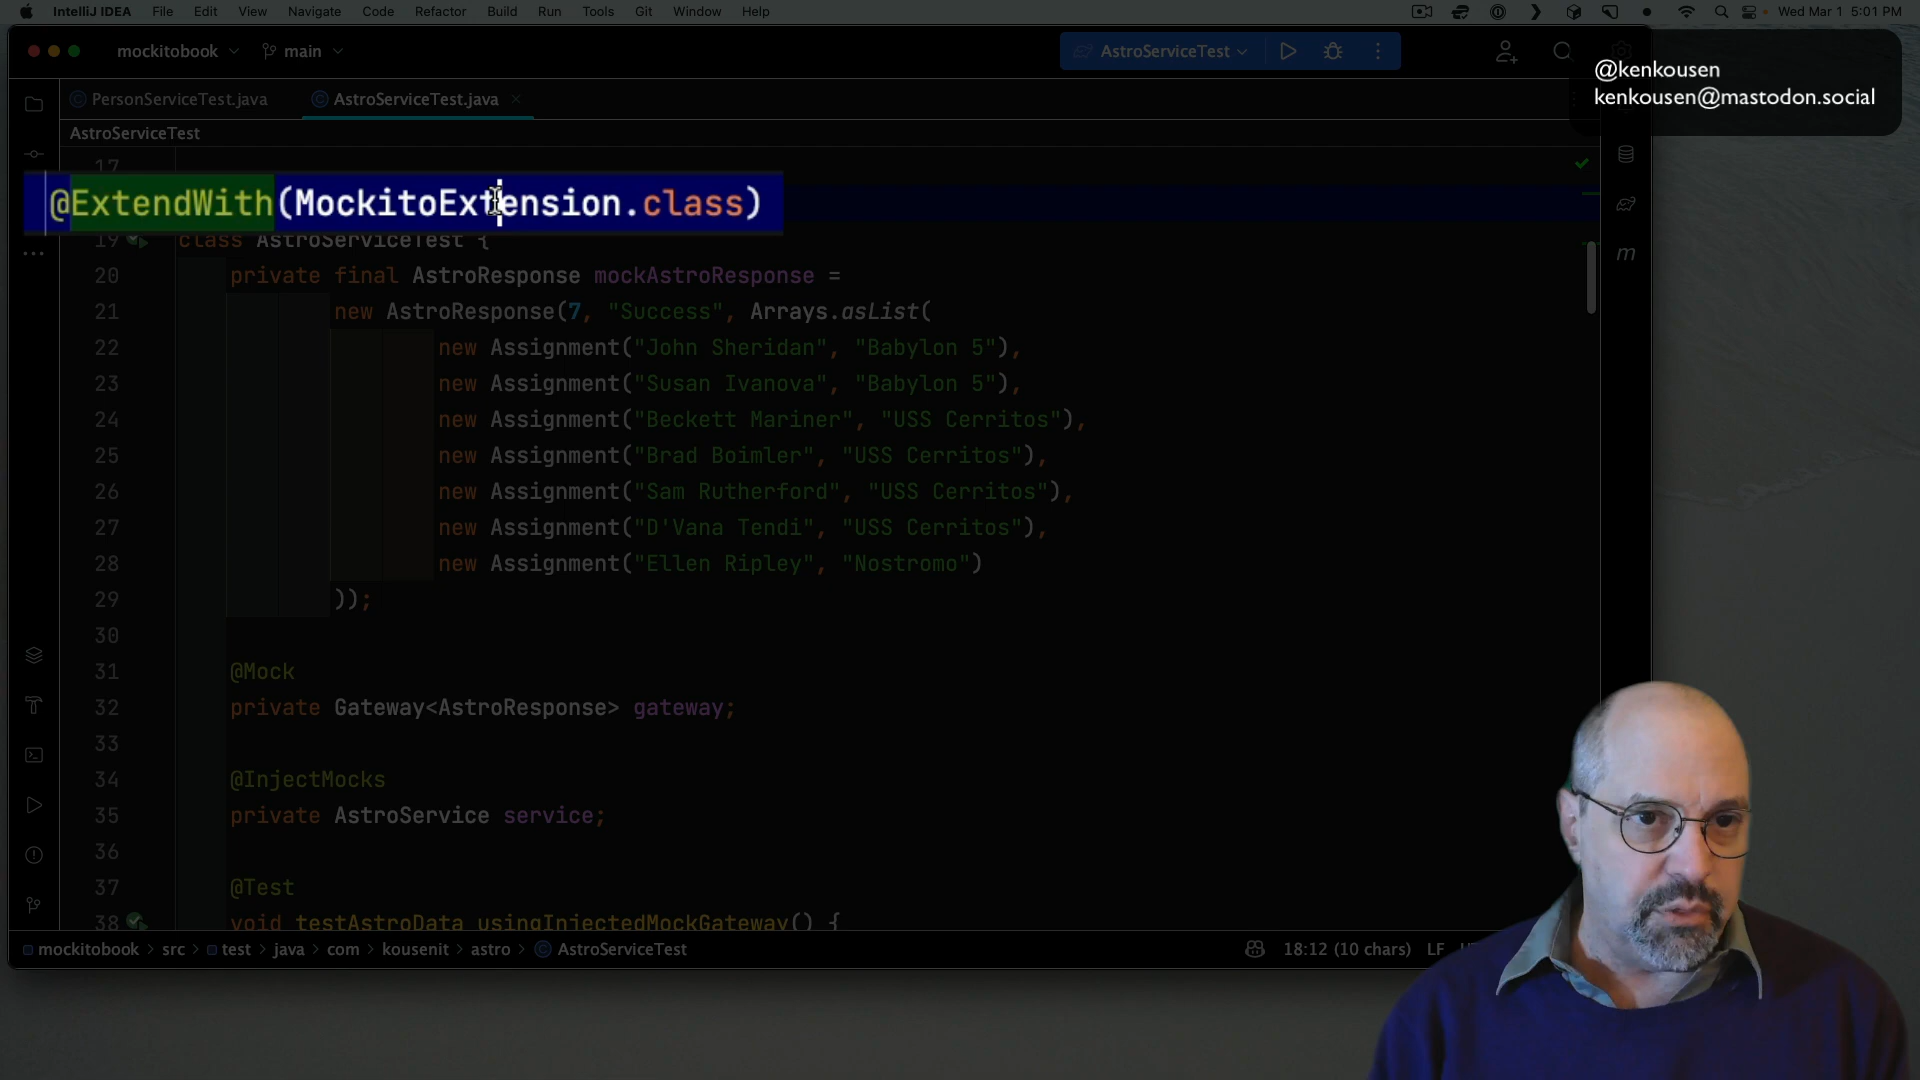 IntelliJ IDEA File Edit View Navigate Code Refactor Build Run Tools Git Window Help Wed Mar 1 5:01 PM
mockitobook main AstroServiceTest
@kenkousen
kenkousen@mastodon.social
PersonServiceTest.java AstroServiceTest.java
AstroServiceTest
17
@ExtendWith(MockitoExtension.class)
19 class AstroServiceTest {
20 private final AstroResponse mockAstroResponse =
21 new AstroResponse(7, "Success", Arrays.asList(
22 new Assignment("John Sheridan", "Babylon 5"),
23 new Assignment("Susan Ivanova", "Babylon 5"),
24 new Assignment("Beckett Mariner", "USS Cerritos"),
25 new Assignment("Brad Boimler", "USS Cerritos"),
26 new Assignment("Sam Rutherford", "USS Cerritos"),
27 new Assignment("D'Vana Tendi", "USS Cerritos"),
28 new Assignment("Ellen Ripley", "Nostromo")
29 ));
30
31 @Mock
32 private Gateway<AstroResponse> gateway;
33
34 @InjectMocks
35 private AstroService service;
36
37 @Test
38 void testAstroData_usingInjectedMockGateway() {
mockitobook > src > test > java > com > kousenit > astro > AstroServiceTest 18:12 (10 chars) LF